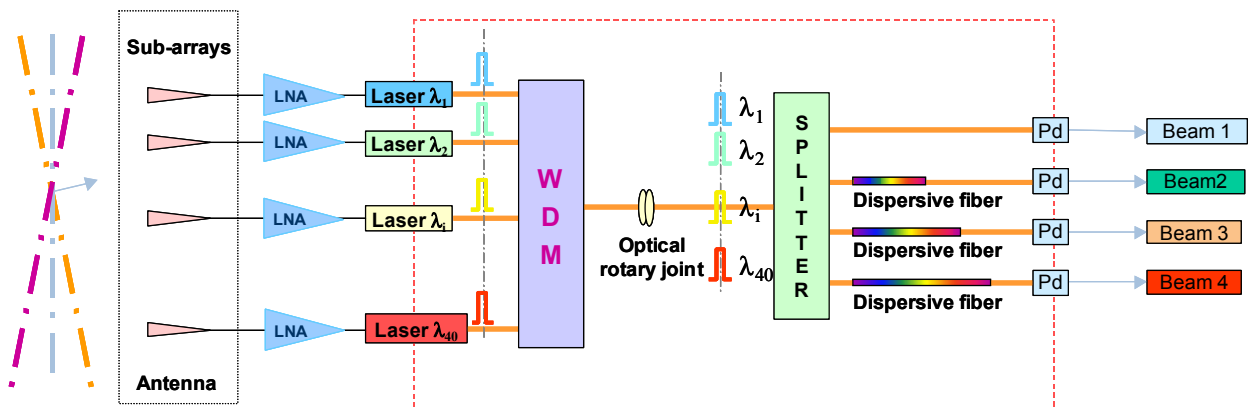 Sub-arrays
LNA
Laser λ1
LNA
Laser λ2
LNA
Laser λi
LNA
Laser λ40
Antenna
W
D
M
Optical
rotary joint
λ1
λ2
λi
λ40
S
P
L
I
T
T
E
R
Dispersive fiber
Dispersive fiber
Dispersive fiber
Pd
Beam 1
Pd
Beam2
Pd
Beam 3
Pd
Beam 4